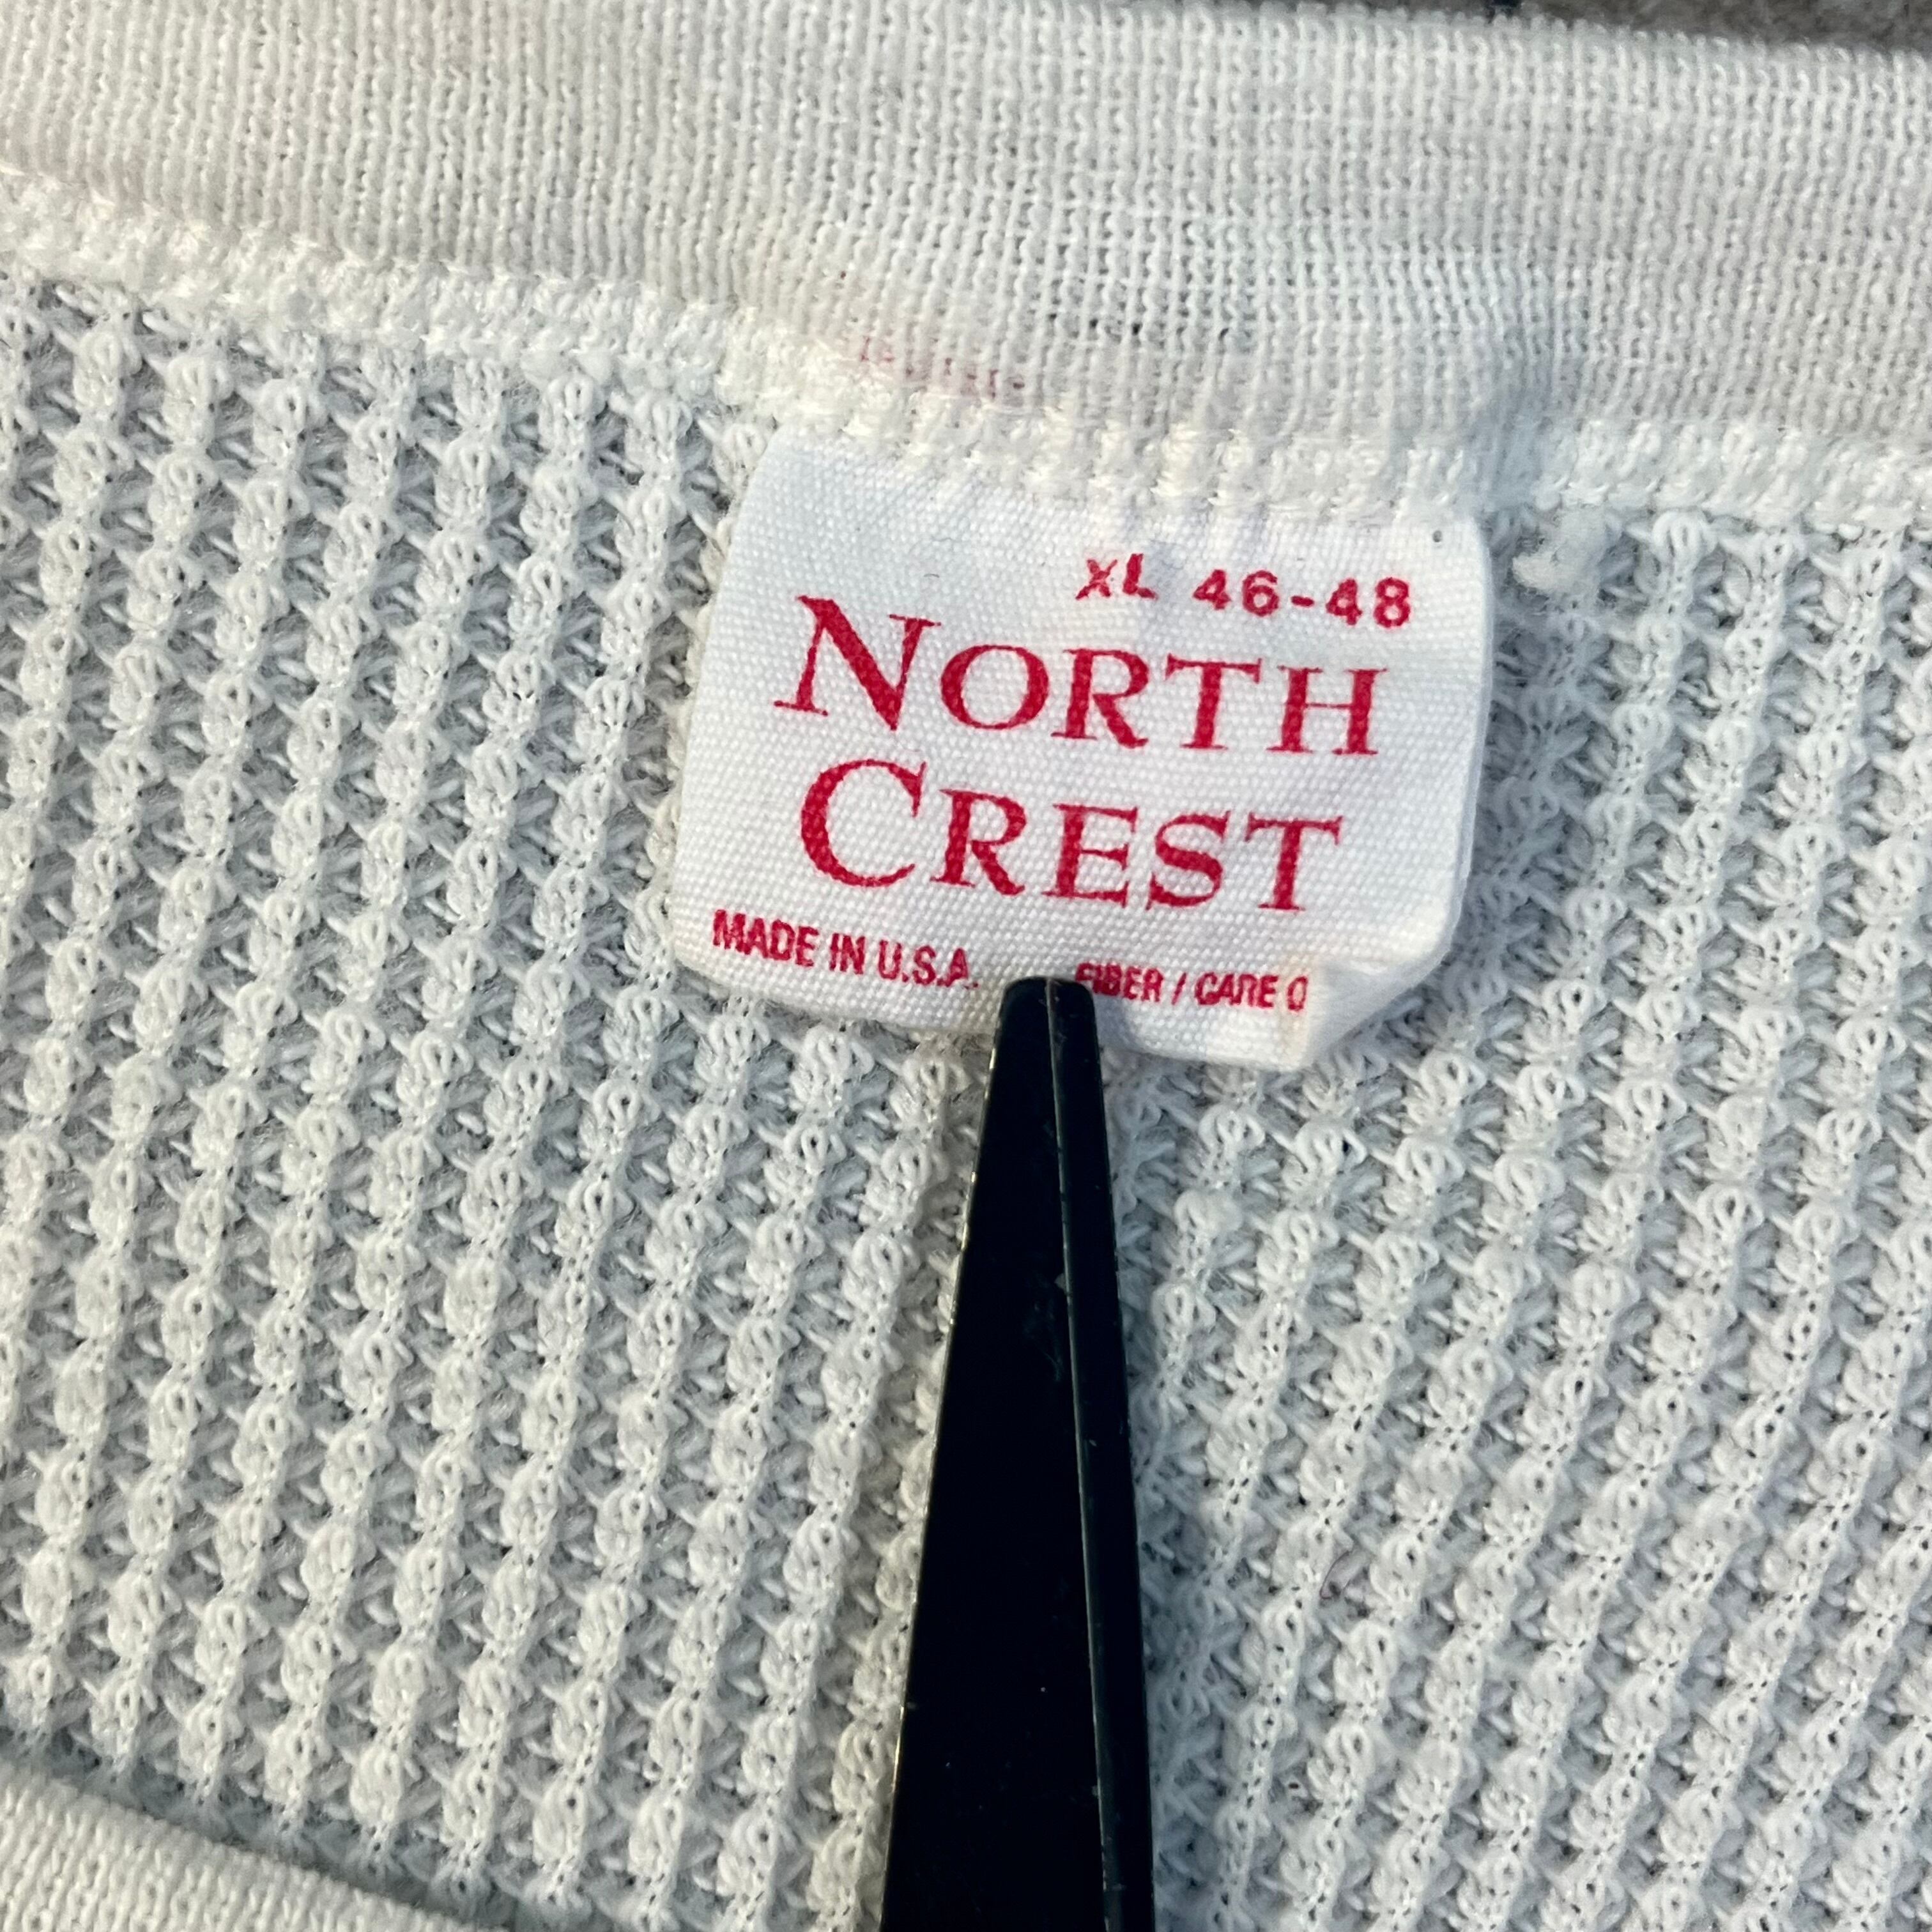 XL 46-48
NORTH
CREST
MADE IN U.S.A. FIBER / CARE O